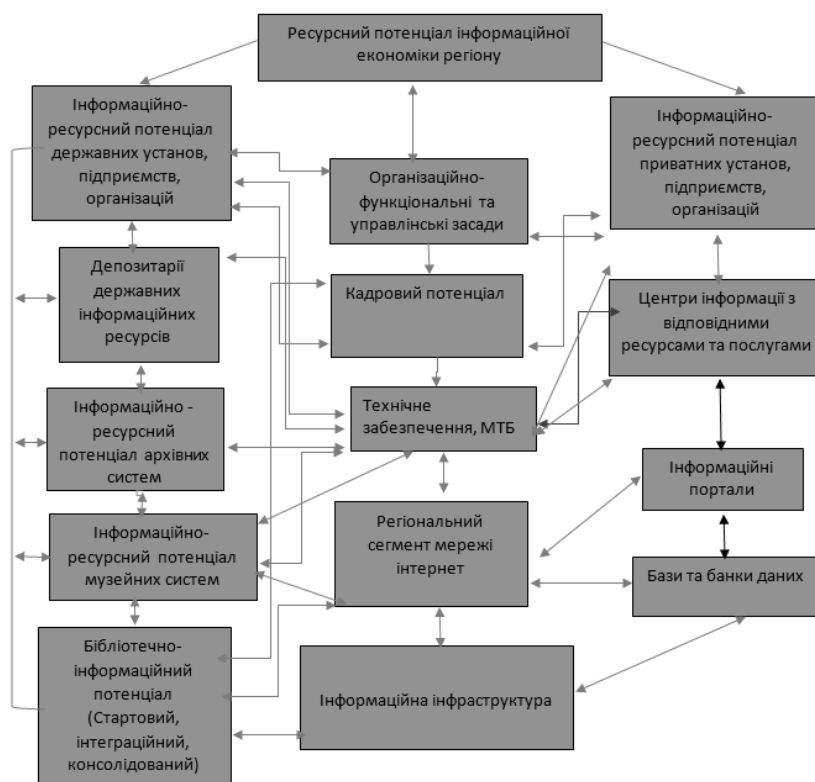 Ресурсний потенціал інформаційної
економіки регіону
Інформаційно-
ресурсний потенціал
державних установ,
підприємств,
організацій
Організаційно-
функціональні та
управлінські засади
Інформаційно-
ресурсний потенціал
приватних установ,
підприємств,
організацій
Депозитарії
державних
інформаційних
ресурсів
Кадровий потенціал
Центри інформації з
відповідними
ресурсами та послугами
Інформаційно -
ресурсний
потенціал архівних
систем
Технічне
забезпечення, МТБ
Інформаційні
портали
Інформаційно-
ресурсний потенціал
музейних систем
Регіональний
сегмент мережі
інтернет
Бази та банки даних
Бібліотечно-
інформаційний
потенціал
(Стартовий,
інтеграційний,
консолідований)
Інформаційна інфраструктура